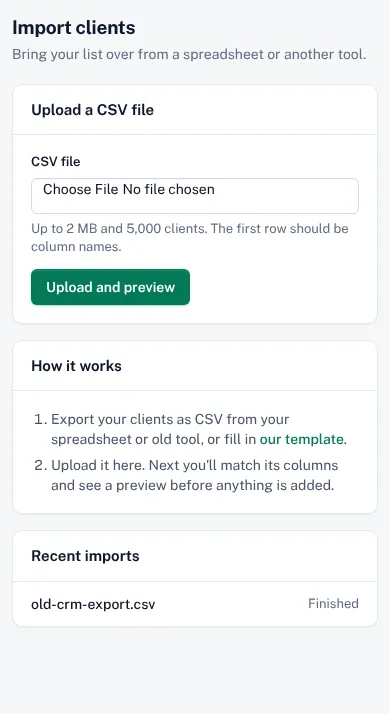 Import clients
Bring your list over from a spreadsheet or another tool.
Upload a CSV file
CSV file
Choose File No file chosen
Up to 2 MB and 5,000 clients. The first row should be
column names.
Upload and preview
How it works
1. Export your clients as CSV from your
spreadsheet or old tool, or fill in our template.
2. Upload it here. Next you'll match its columns
and see a preview before anything is added.
Recent imports
old-crm-export.csv Finished